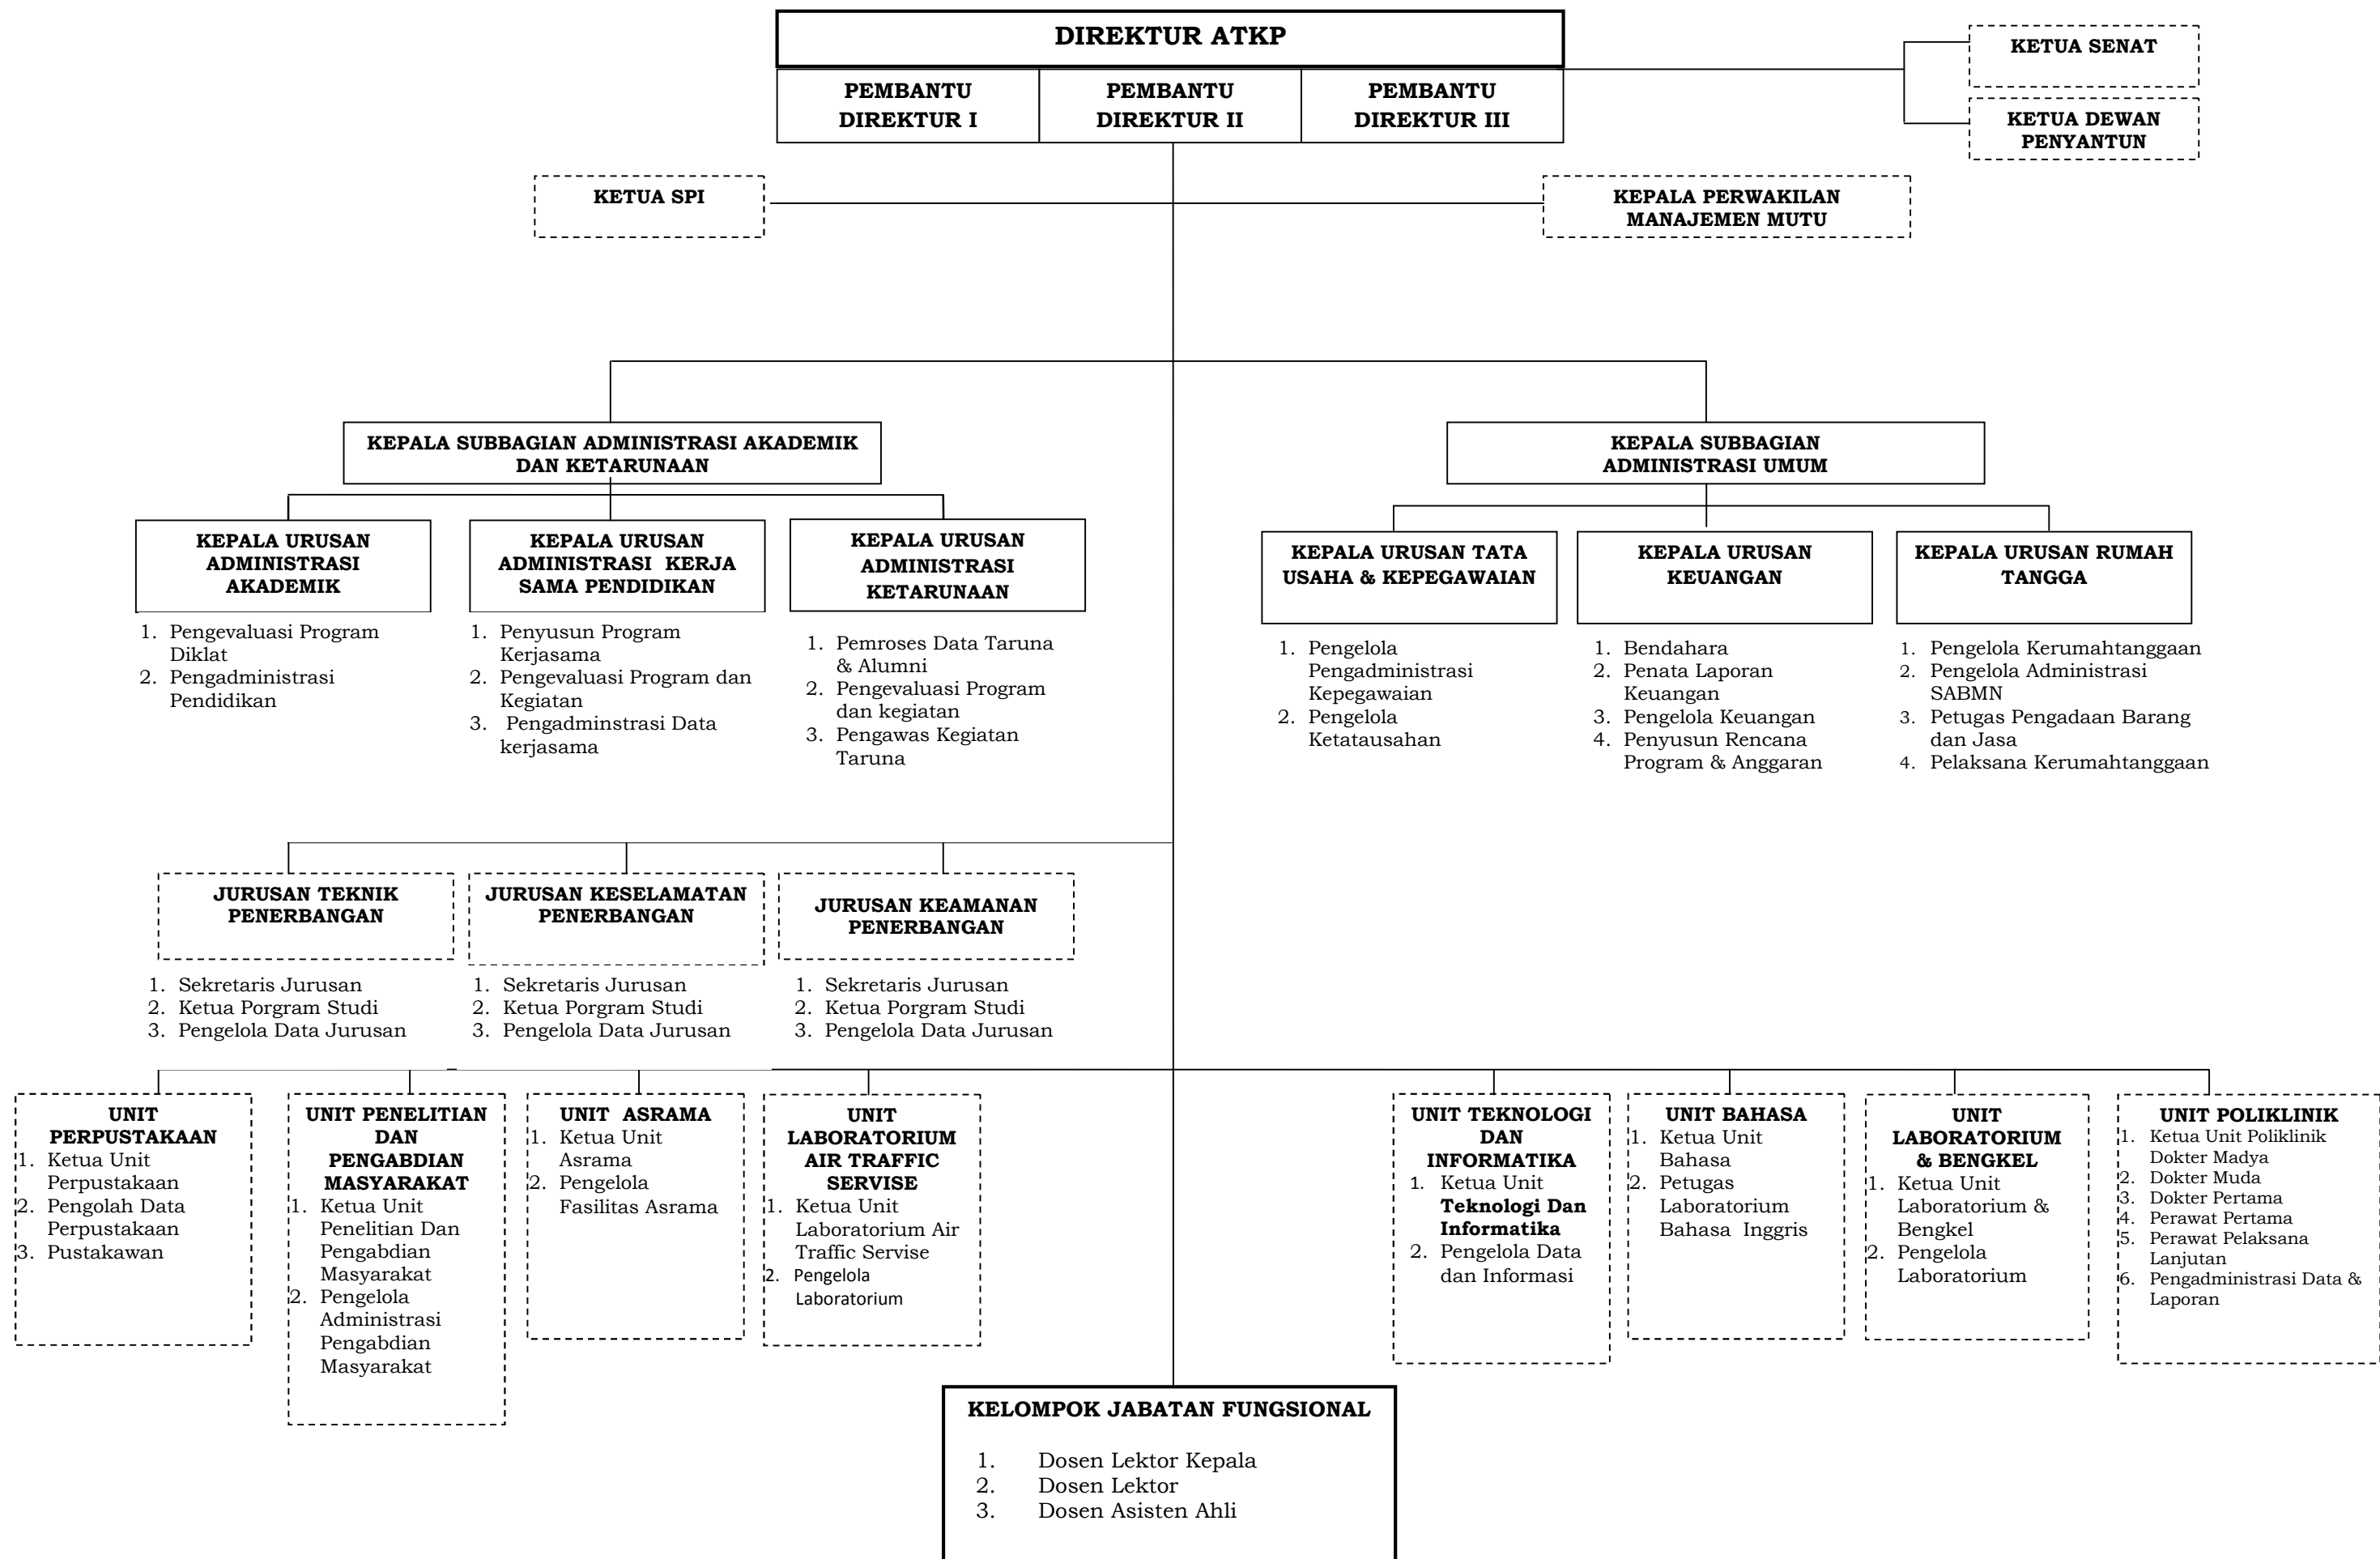 DIREKTUR ATKP
PEMBANTU
DIREKTUR I
PEMBANTU
DIREKTUR II
PEMBANTU
DIREKTUR III
KETUA SENAT
KETUA DEWAN
PENYANTUN
KETUA SPI
KEPALA PERWAKILAN
MANAJEMEN MUTU
KEPALA SUBBAGIAN ADMINISTRASI AKADEMIK
DAN KETARUNAAN
KEPALA SUBBAGIAN
ADMINISTRASI UMUM
KEPALA URUSAN
ADMINISTRASI
AKADEMIK
1. Pengevaluasi Program
Diklat
2. Pengadministrasi
Pendidikan
KEPALA URUSAN
ADMINISTRASI KERJA
SAMA PENDIDIKAN
1. Penyusun Program
Kerjasama
2. Pengevaluasi Program dan
Kegiatan
3. Pengadminstrasi Data
kerjasama
KEPALA URUSAN
ADMINISTRASI
KETARUNAAN
1. Pemroses Data Taruna
& Alumni
2. Pengevaluasi Program
dan kegiatan
3. Pengawas Kegiatan
Taruna
KEPALA URUSAN TATA
USAHA & KEPEGAWAIAN
1. Pengelola
Pengadministrasi
Kepegawaian
2. Pengelola
Ketatausahan
KEPALA URUSAN
KEUANGAN
1. Bendahara
2. Penata Laporan
Keuangan
3. Pengelola Keuangan
4. Penyusun Rencana
Program & Anggaran
KEPALA URUSAN RUMAH
TANGGA
1. Pengelola Kerumahtanggaan
2. Pengelola Administrasi
SABMN
3. Petugas Pengadaan Barang
dan Jasa
4. Pelaksana Kerumahtanggaan
JURUSAN TEKNIK
PENERBANGAN
1. Sekretaris Jurusan
2. Ketua Porgram Studi
3. Pengelola Data Jurusan
JURUSAN KESELAMATAN
PENERBANGAN
1. Sekretaris Jurusan
2. Ketua Porgram Studi
3. Pengelola Data Jurusan
JURUSAN KEAMANAN
PENERBANGAN
1. Sekretaris Jurusan
2. Ketua Porgram Studi
3. Pengelola Data Jurusan
UNIT
PERPUSTAKAAN
1. Ketua Unit
Perpustakaan
2. Pengolah Data
Perpustakaan
3. Pustakawan
UNIT PENELITIAN
DAN
PENGABDIAN
MASYARAKAT
1. Ketua Unit
Penelitian Dan
Pengabdian
Masyarakat
2. Pengelola
Administrasi
Pengabdian
Masyarakat
UNIT ASRAMA
1. Ketua Unit
Asrama
2. Pengelola
Fasilitas Asrama
UNIT
LABORATORIUM
AIR TRAFFIC
SERVISE
1. Ketua Unit
Laboratorium Air
Traffic Servise
2. Pengelola
Laboratorium
UNIT TEKNOLOGI
DAN
INFORMATIKA
1. Ketua Unit
Teknologi Dan
Informatika
2. Pengelola Data
dan Informasi
UNIT BAHASA
1. Ketua Unit
Bahasa
2. Petugas
Laboratorium
Bahasa Inggris
UNIT
LABORATORIUM
& BENGKEL
1. Ketua Unit
Laboratorium &
Bengkel
2. Pengelola
Laboratorium
UNIT POLIKLINIK
1. Ketua Unit Poliklinik
Dokter Madya
2. Dokter Muda
3. Dokter Pertama
4. Perawat Pertama
5. Perawat Pelaksana
Lanjutan
6. Pengadministrasi Data &
Laporan
KELOMPOK JABATAN FUNGSIONAL
1. Dosen Lektor Kepala
2. Dosen Lektor
3. Dosen Asisten Ahli